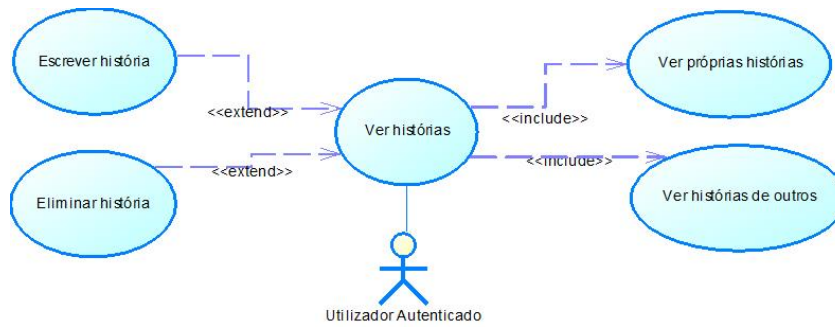 Escrever história
Ver próprias histórias
<<extend>>
<<include>>
Ver histórias
<<extend>>
<<include>>
Eliminar história
Ver histórias de outros
Utilizador Autenticado